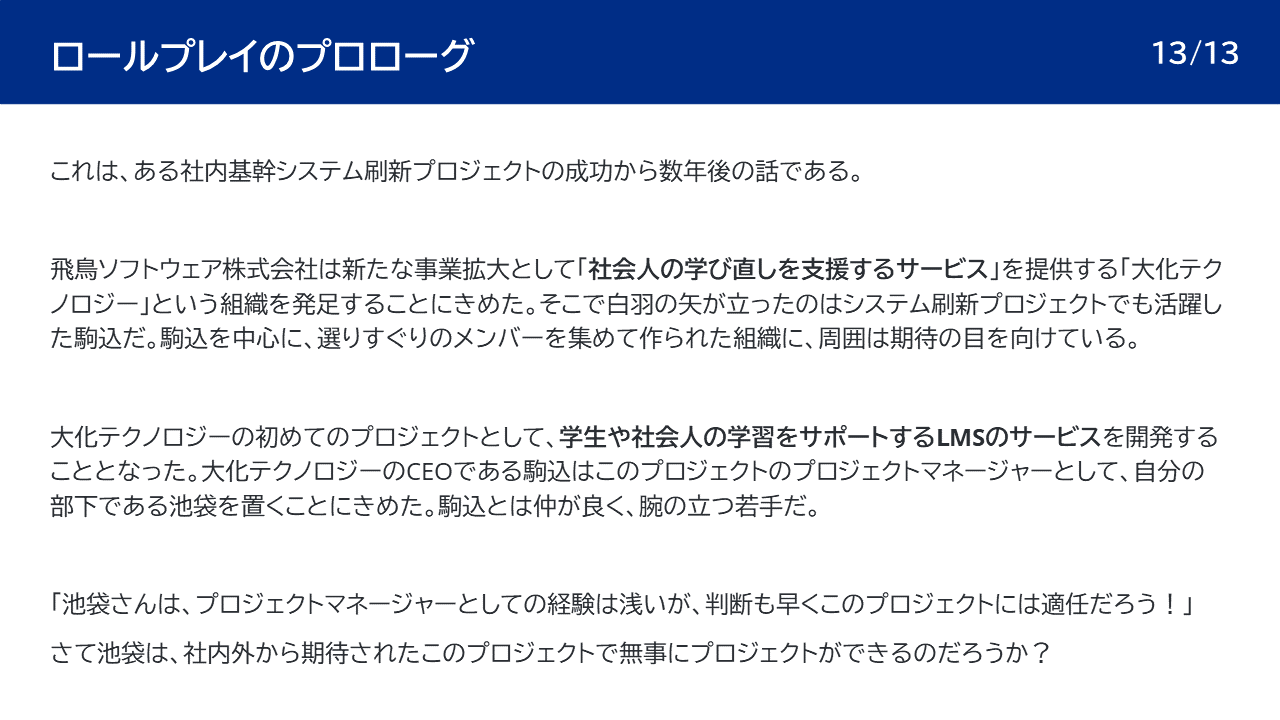 ロールプレイのプロローグ
13/13
これは、ある社内基幹システム刷新プロジェクトの成功から数年後の話である。
飛鳥ソフトウェア株式会社は新たな事業拡大として「社会人の学び直しを支援するサービス」を提供する「大化テク
ノロジー」という組織を発足することにきめた。そこで白羽の矢が立ったのはシステム刷新プロジェクトでも活躍し
た駒込だ。駒込を中心に、選りすぐりのメンバーを集めて作られた組織に、周囲は期待の目を向けている。
大化テクノロジーの初めてのプロジェクトとして、学生や社会人の学習をサポートするLMSのサービスを開発する
こととなった。大化テクノロジーのCEOである駒込はこのプロジェクトのプロジェクトマネージャーとして、自分の
部下である池袋を置くことにきめた。駒込とは仲が良く、腕の立つ若手だ。
「池袋さんは、プロジェクトマネージャーとしての経験は浅いが、判断も早くこのプロジェクトには適任だろう！」
さて池袋は、社内外から期待されたこのプロジェクトで無事にプロジェクトができるのだろうか？